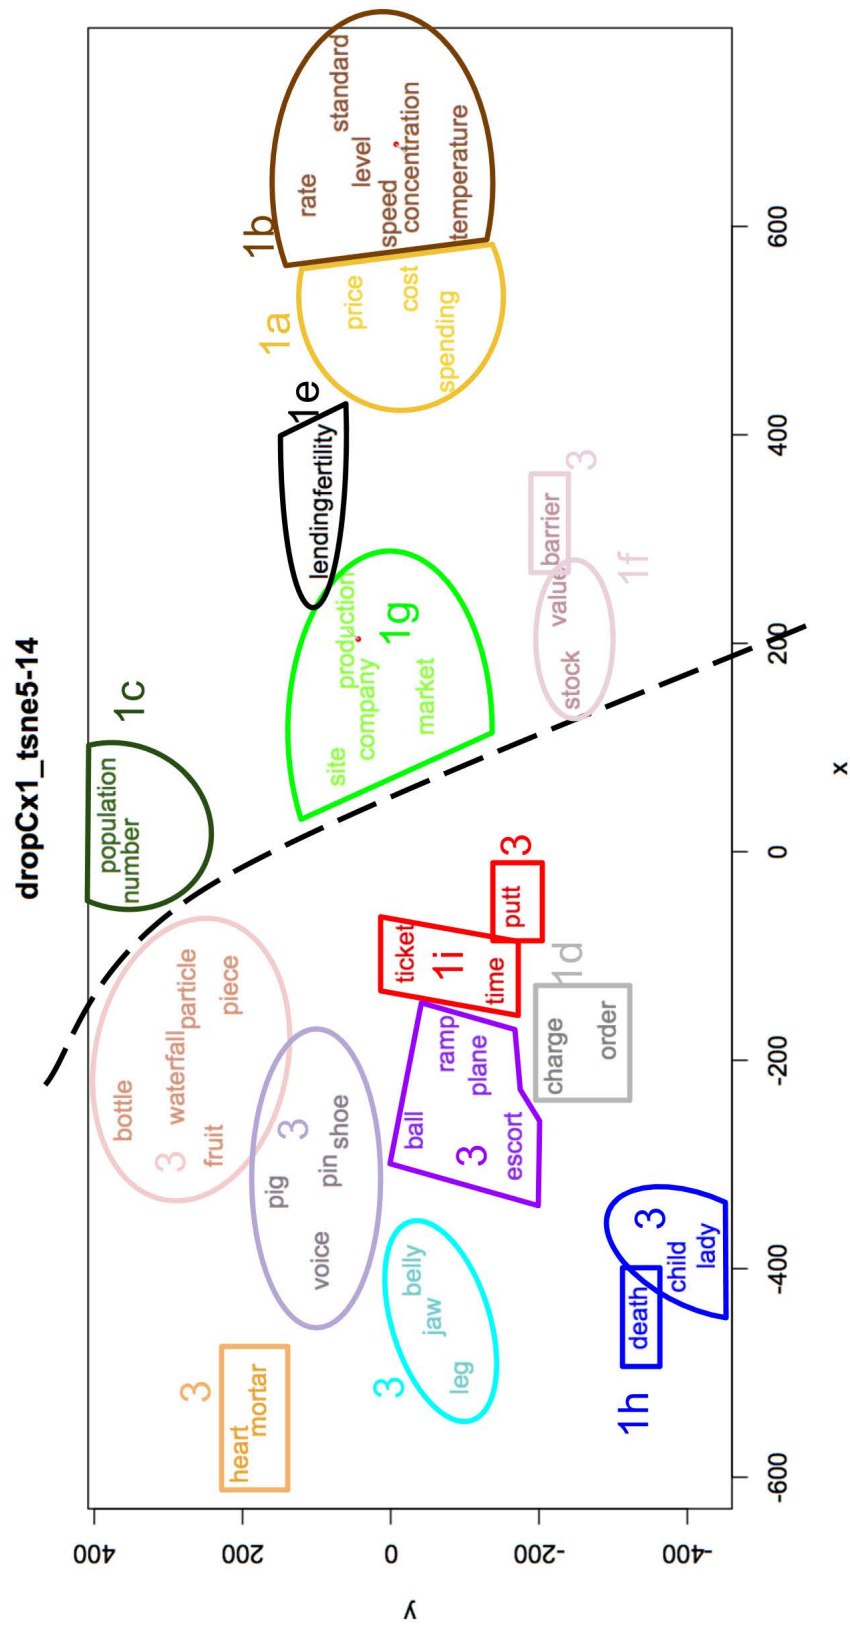 dropCx1_tsne5-14
1c
population
number
bottle
waterfall
particle
piece
fruit
3
pig
3
pin
shoe
voice
3
heart
mortar
1b
rate
standard
level
speed
concentration
temperature
1a
price
cost
spending
1e
lending
fertility
production
1g
site
company
market
ticket
1i
time
putt
3
ramp
plane
ball
3
escort
belly
jaw
leg
3
barrier
3
value
stock
1f
1d
charge
order
3
child
lady
death
1h
y
400
200
0
-200
-400
x
-600
-400
-200
0
200
400
600